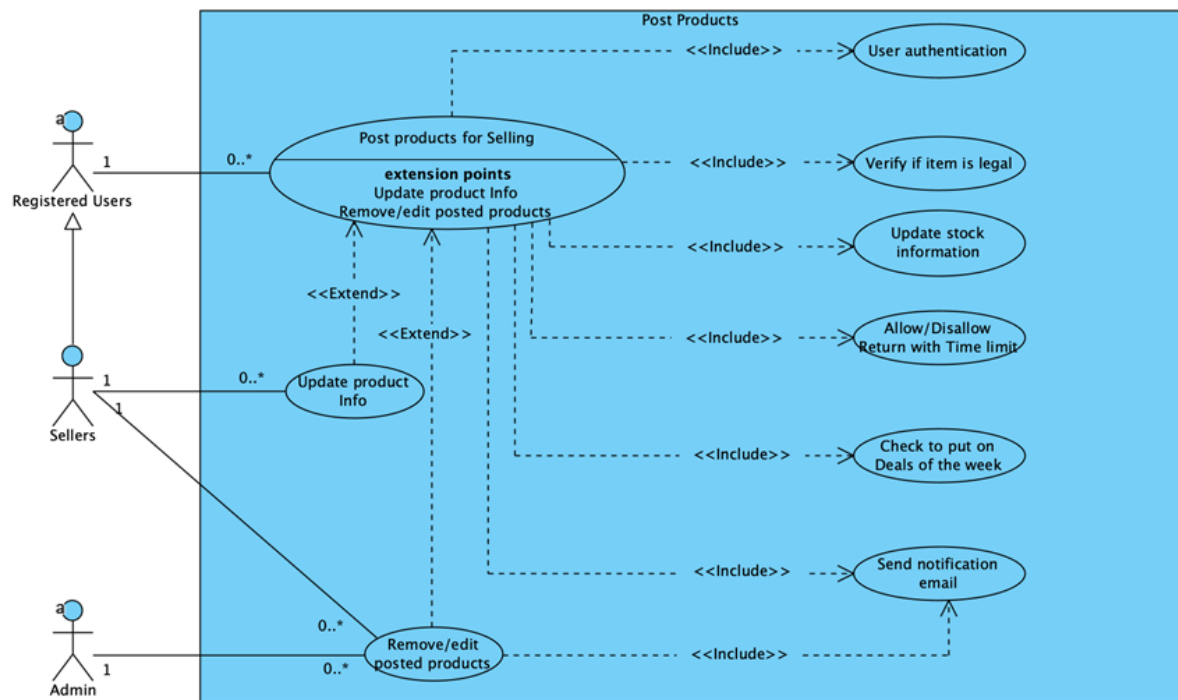 Post Products
<<Include>>
User authentication
a
Registered Users
1
0..*
Post products for Selling
extension points
Update product Info
Remove/edit posted products
<<Include>>
Verify if item is legal
<<Include>>
Update stock
information
<<Extend>>
<<Extend>>
<<Include>>
Allow/Disallow
Return with Time limit
Sellers
1
1
0..*
Update product
Info
<<Include>>
Check to put on
Deals of the week
<<Include>>
Send notification
email
a
Admin
1
0..*
0..*
Remove/edit
posted products
<<Include>>